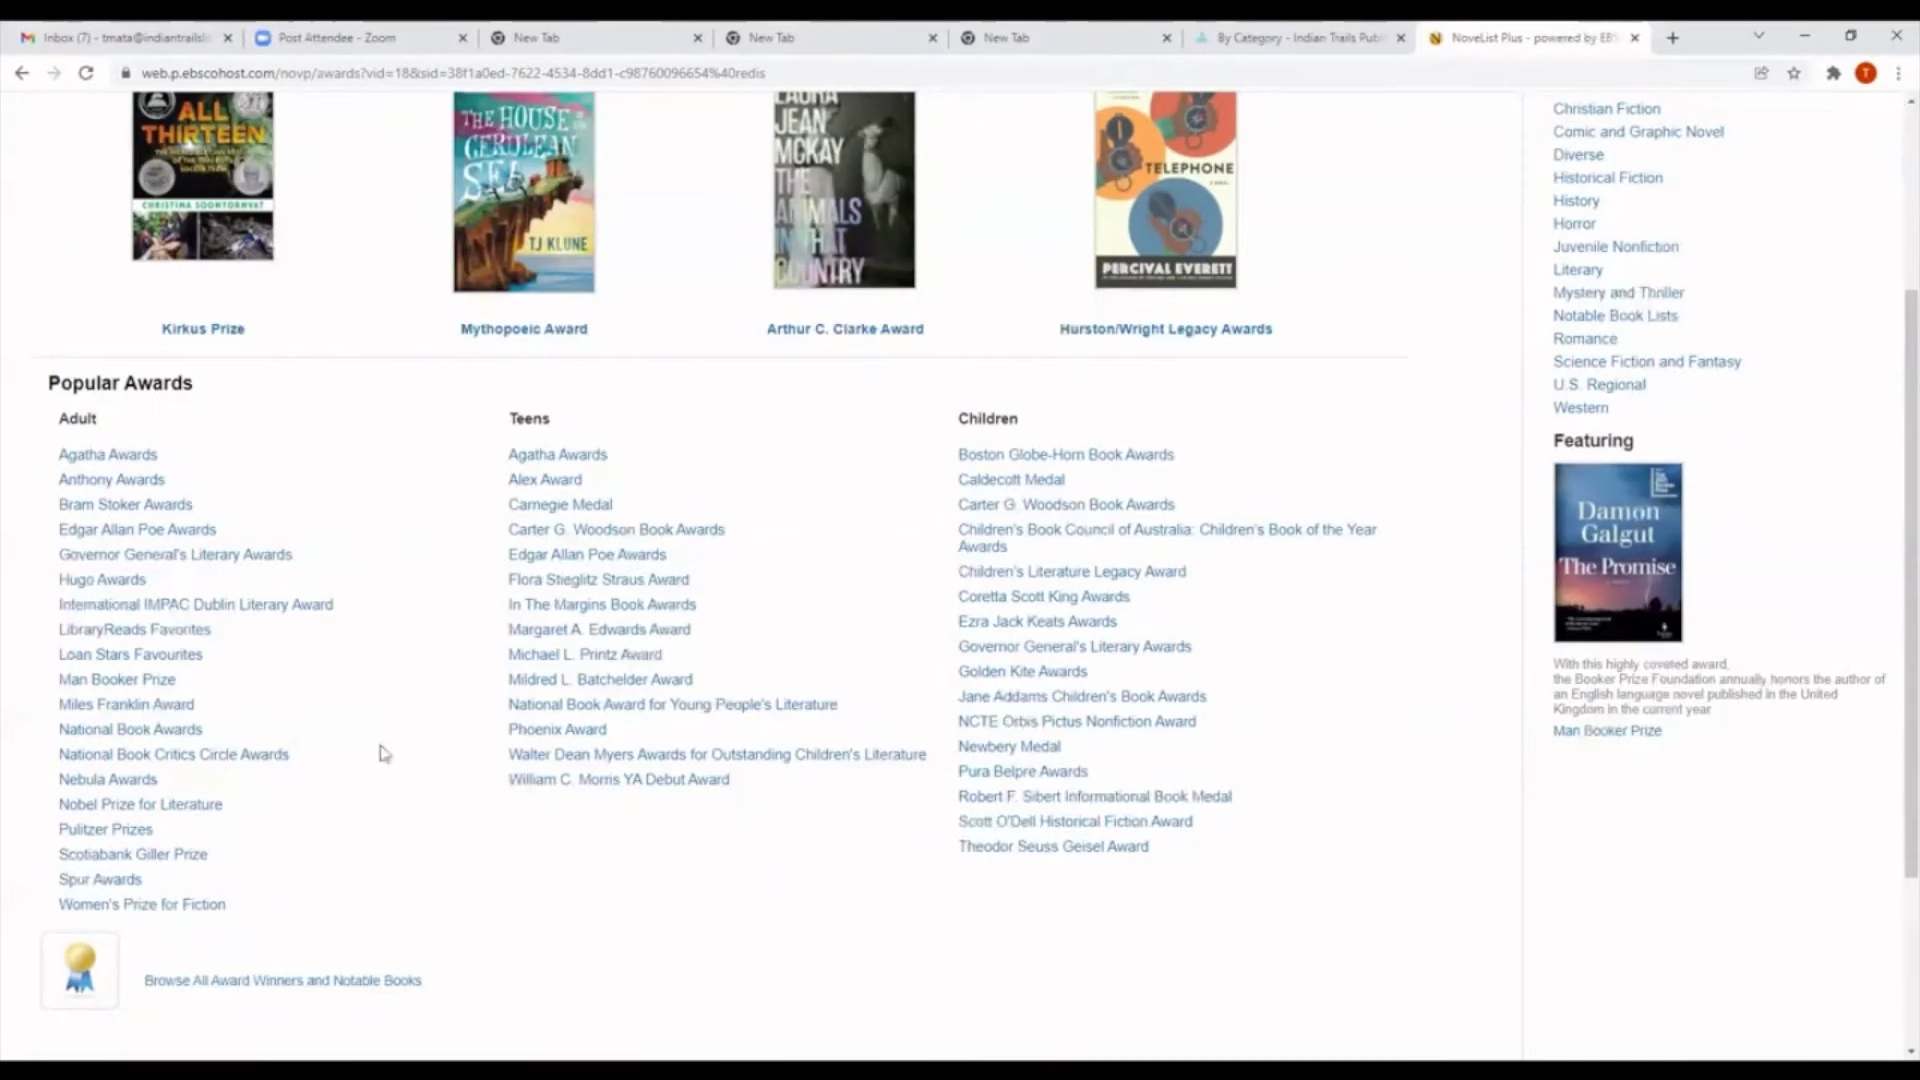 Inbox (7) - tmata@indiantrailsli
Post Attendee - Zoom
New Tab
New Tab
New Tab
By Category - Indian Trails Publ
NoveList Plus - powered by EBS
web.p.ebscohost.com/novp/awards?vid=18&sid=38f1a0ed-7622-4534-8dd1-c98760096654%40redis
T
ALL
THIRTEEN
CHRISTINA SOONTORNVAT
THE HOUSE
CERULEAN
SEA
TJ KLUNE
LAURA
JEAN
MCKAY
THE
ANIMALS
IN THAT
COUNTRY
TELEPHONE
PERCIVAL EVERETT
Kirkus Prize
Mythopoeic Award
Arthur C. Clarke Award
Hurston/Wright Legacy Awards
Popular Awards
Adult
Agatha Awards
Anthony Awards
Bram Stoker Awards
Edgar Allan Poe Awards
Governor General's Literary Awards
Hugo Awards
International IMPAC Dublin Literary Award
LibraryReads Favorites
Loan Stars Favourites
Man Booker Prize
Miles Franklin Award
National Book Awards
National Book Critics Circle Awards
Nebula Awards
Nobel Prize for Literature
Pulitzer Prizes
Scotiabank Giller Prize
Spur Awards
Women's Prize for Fiction
Teens
Agatha Awards
Alex Award
Carnegie Medal
Carter G. Woodson Book Awards
Edgar Allan Poe Awards
Flora Stieglitz Straus Award
In The Margins Book Awards
Margaret A. Edwards Award
Michael L. Printz Award
Mildred L. Batchelder Award
National Book Award for Young People's Literature
Phoenix Award
Walter Dean Myers Awards for Outstanding Children's Literature
William C. Morris YA Debut Award
Children
Boston Globe-Horn Book Awards
Caldecott Medal
Carter G. Woodson Book Awards
Children's Book Council of Australia: Children's Book of the Year
Awards
Children's Literature Legacy Award
Coretta Scott King Awards
Ezra Jack Keats Awards
Governor General's Literary Awards
Golden Kite Awards
Jane Addams Children's Book Awards
NCTE Orbis Pictus Nonfiction Award
Newbery Medal
Pura Belpre Awards
Robert F. Sibert Informational Book Medal
Scott O'Dell Historical Fiction Award
Theodor Seuss Geisel Award
Browse All Award Winners and Notable Books
Christian Fiction
Comic and Graphic Novel
Diverse
Historical Fiction
History
Horror
Juvenile Nonfiction
Literary
Mystery and Thriller
Notable Book Lists
Romance
Science Fiction and Fantasy
U.S. Regional
Western
Featuring
Damon
Galgut
The Promise
With this highly coveted award,
the Booker Prize Foundation annually honors the author of
an English language novel published in the United
Kingdom in the current year
Man Booker Prize